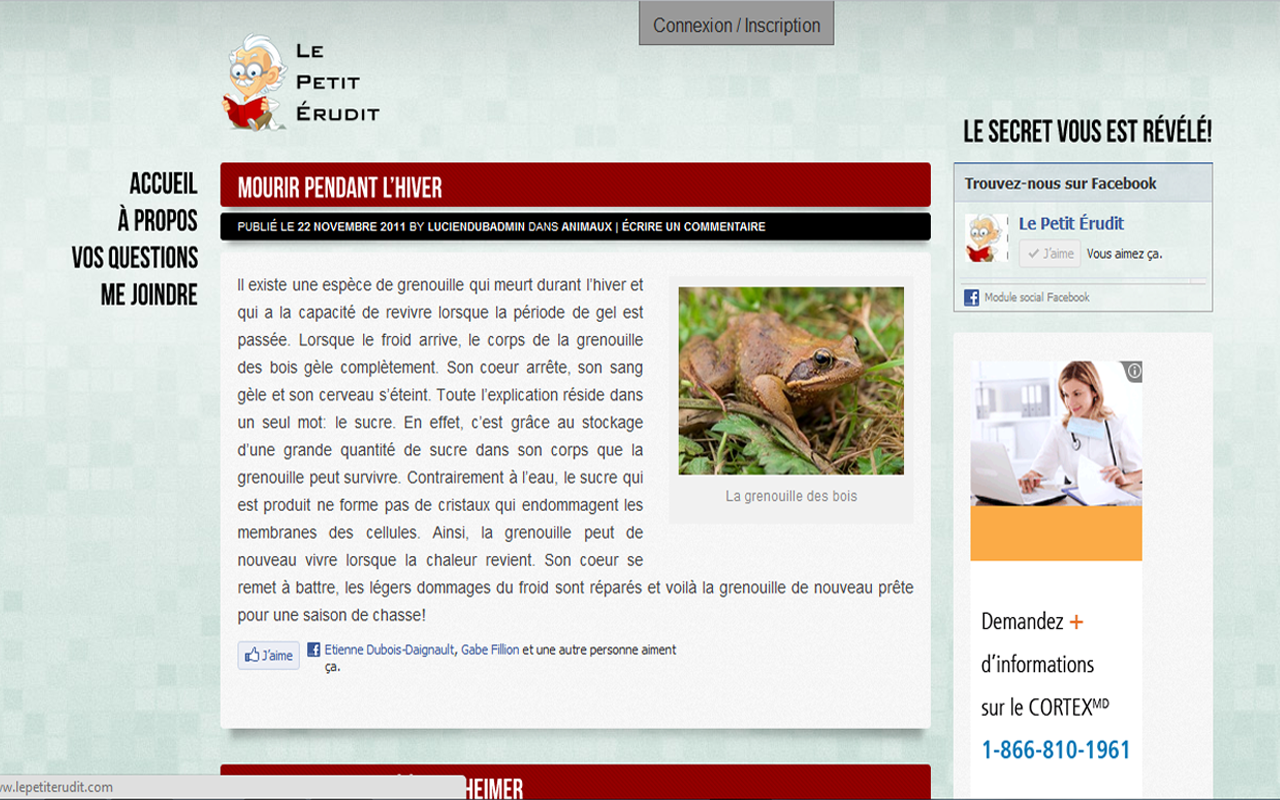 Connexion / Inscription
Le
Petit
Érudit
LE SECRET VOUS EST RÉVÉLÉ!
ACCUEIL
À PROPOS
VOS QUESTIONS
ME JOINDRE
MOURIR PENDANT L'HIVER
PUBLIÉ LE 22 NOVEMBRE 2011 BY LUCIENDUBADMIN DANS ANIMAUX | ÉCRIRE UN COMMENTAIRE
Il existe une espèce de grenouille qui meurt durant l'hiver et
qui a la capacité de revivre lorsque la période de gel est
passée. Lorsque le froid arrive, le corps de la grenouille
des bois gèle complètement. Son coeur arrête, son sang
gèle et son cerveau s'éteint. Toute l'explication réside dans
un seul mot: le sucre. En effet, c'est grâce au stockage
d'une grande quantité de sucre dans son corps que la
grenouille peut survivre. Contrairement à l'eau, le sucre qui
est produit ne forme pas de cristaux qui endommagent les
membranes des cellules. Ainsi, la grenouille peut de
nouveau vivre lorsque la chaleur revient. Son coeur se
remet à battre, les légers dommages du froid sont réparés et voilà la grenouille de nouveau prête
pour une saison de chasse!
La grenouille des bois
J'aime
Etienne Dubois-Daignault, Gabe Fillion et une autre personne aiment
ça.
Trouvez-nous sur Facebook
Le Petit Érudit
J'aime Vous aimez ça.
Module social Facebook
Demandez +
d'informations
sur le CORTEXᴹᴰ
1-866-810-1961
HEIMER
w.lepetiterudit.com